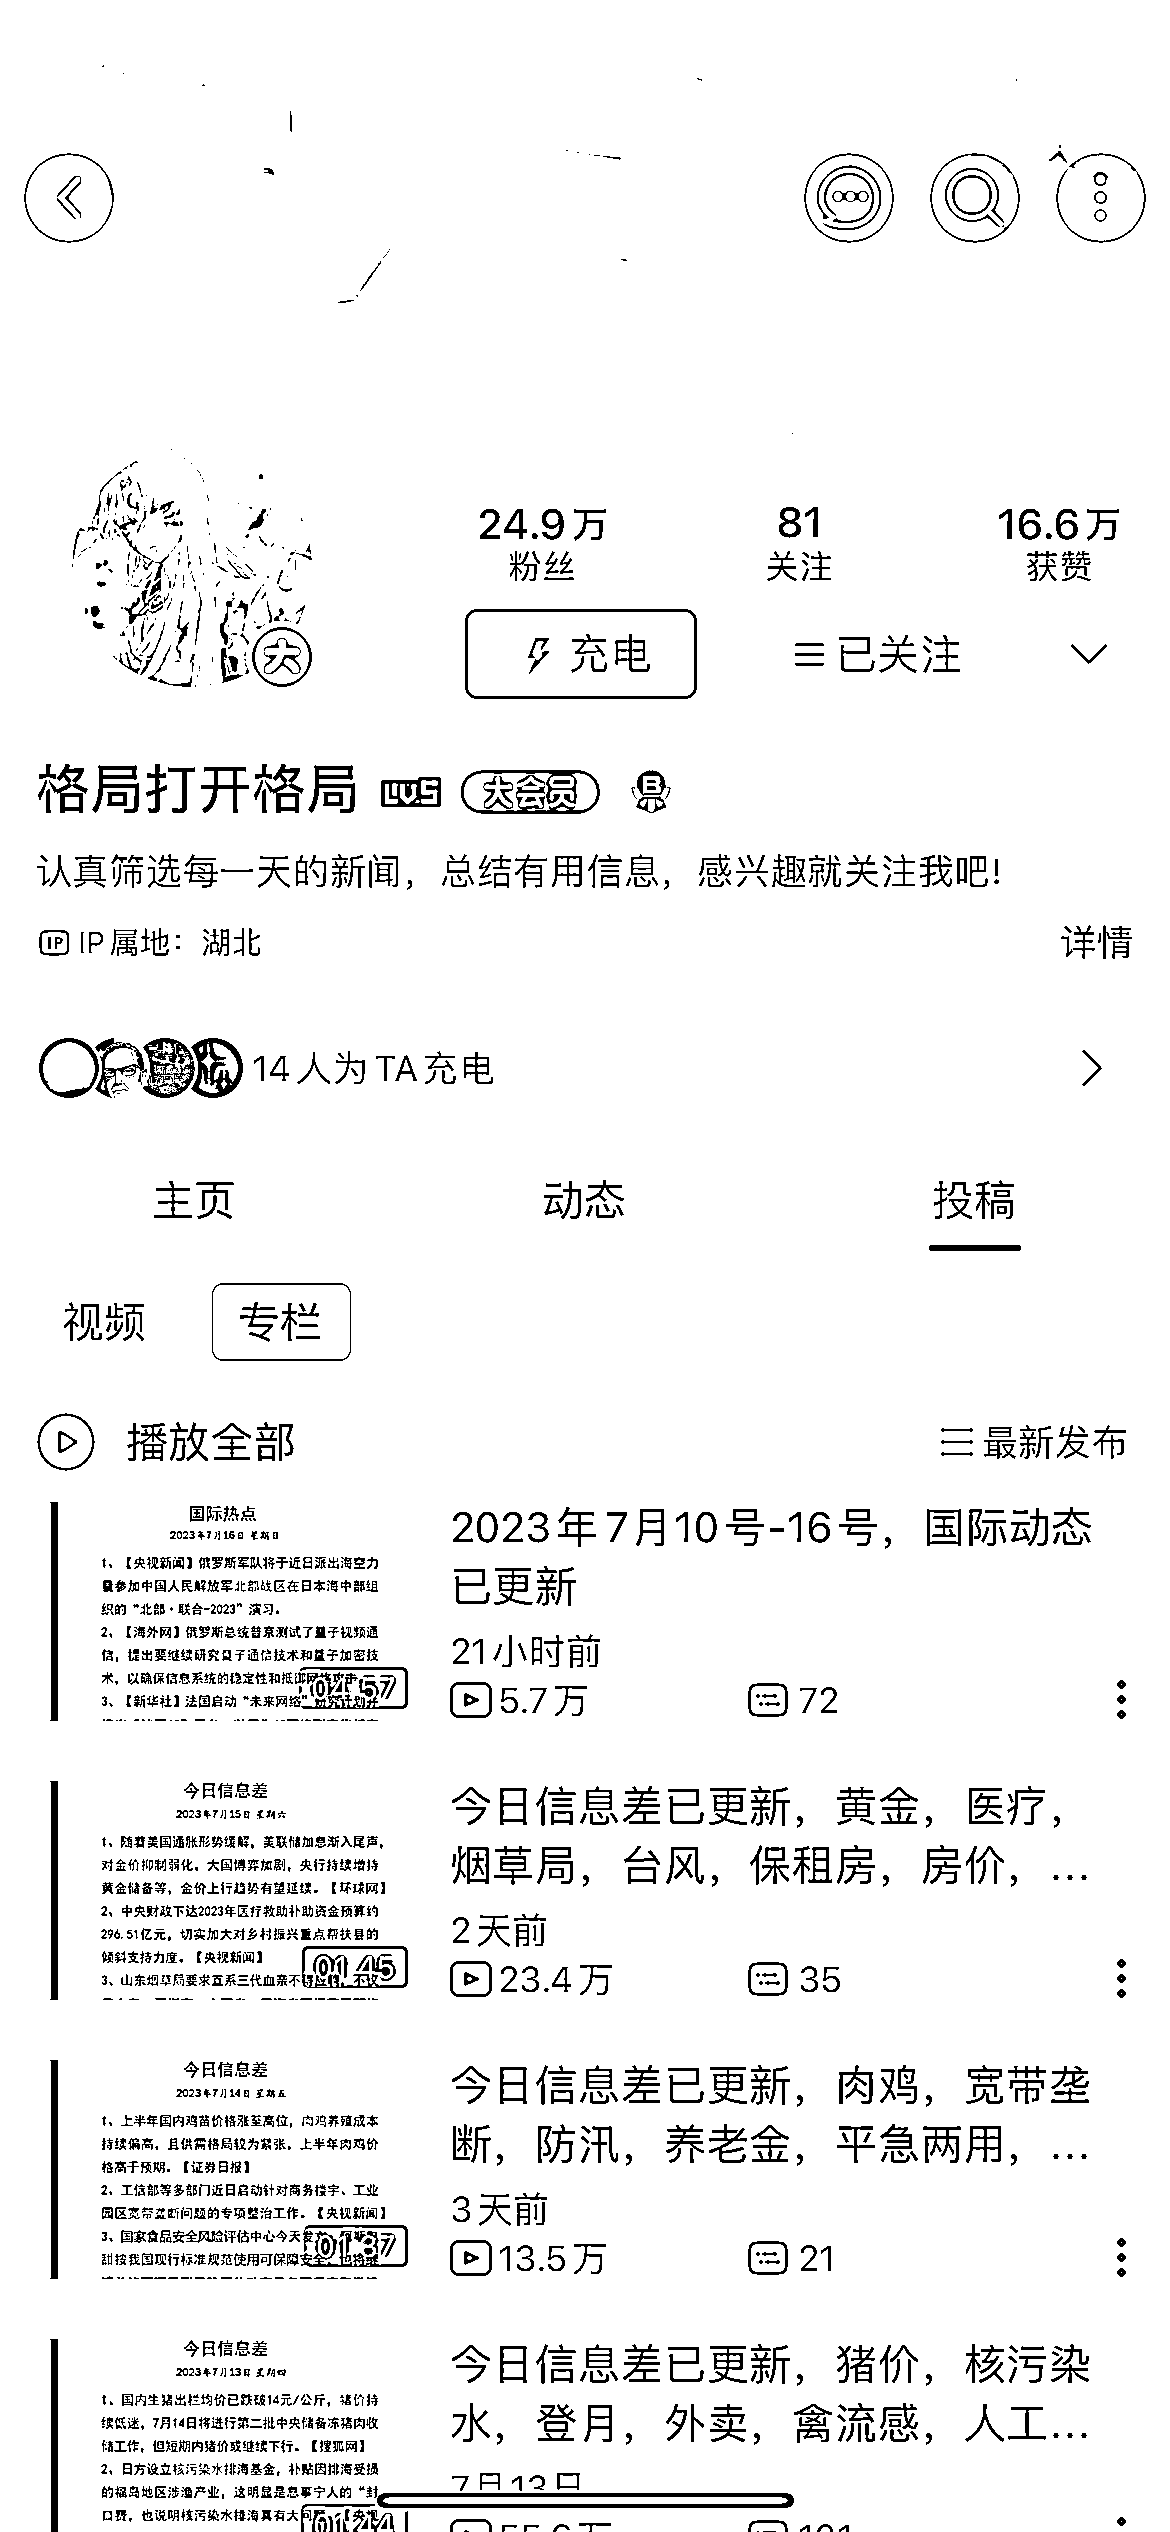 24.9万
81
16.6万
粉丝
关注
获赞
充电
已关注
大
格局打开格局 LV5 大会员
认真筛选每一天的新闻，总结有用信息，感兴趣就关注我吧!
IP IP属地：湖北
详情
14人为TA充电
主页
动态
投稿
视频
专栏
播放全部
最新发布
国际热点
2023年7月16日 星期日
1、【央视新闻】俄罗斯军队将于近日派出海空力
量参加中国人民解放军北部战区在日本海中部组
织的“北部·联合-2023”演习。
2、【海外网】俄罗斯总统普京测试了量子视频通
信，提出要继续研究量子通信技术和量子加密技
术，以确保信息系统的稳定性和抵御网络攻击。
3、【新华社】法国启动“未来网络”研究计划并
04:57
2023年7月10号-16号，国际动态
已更新
21小时前
5.7万
72
今日信息差
2023年7月15日 星期六
1、随着美国通胀形势缓解，美联储加息渐入尾声，
对金价抑制弱化，大国博弈加剧，央行持续增持
黄金储备等，金价上行趋势有望延续。【环球网】
2、中央财政下达2023年医疗救助补助资金预算约
296.51亿元，切实加大对乡村振兴重点帮扶县的
倾斜支持力度。【央视新闻】
3、山东烟草局要求直系三代血亲不得应聘，不收
01:45
今日信息差已更新，黄金，医疗，
烟草局，台风，保租房，房价，...
2天前
23.4万
35
今日信息差
2023年7月14日 星期五
1、上半年国内鸡苗价格涨至高位，肉鸡养殖成本
持续偏高，且供需格局较为紧张，上半年肉鸡价
格高于预期。【证券日报】
2、工信部等多部门近日启动针对商务楼宇、工业
园区宽带垄断问题的专项整治工作。【央视新闻】
3、国家食品安全风险评估中心今天发
甜按我国现行标准规范使用可保障安全，也将继
01:37
今日信息差已更新，肉鸡，宽带垄
断，防汛，养老金，平急两用，...
3天前
13.5万
21
今日信息差
2023年7月13日 星期四
1、国内生猪出栏均价已跌破14元/公斤，猪价持
续低迷，7月14日将进行第二批中央储备冻猪肉收
储工作，但短期内猪价或继续下行。【搜狐网】
2、日方设立核污染水排海基金，补贴因排海受损
的福岛地区涉渔产业，这明显是息事宁人的“封
口费，也说明核污染水排海真有大问题。【央视
01:44
今日信息差已更新，猪价，核污染
水，登月，外卖，禽流感，人工...
7月13日